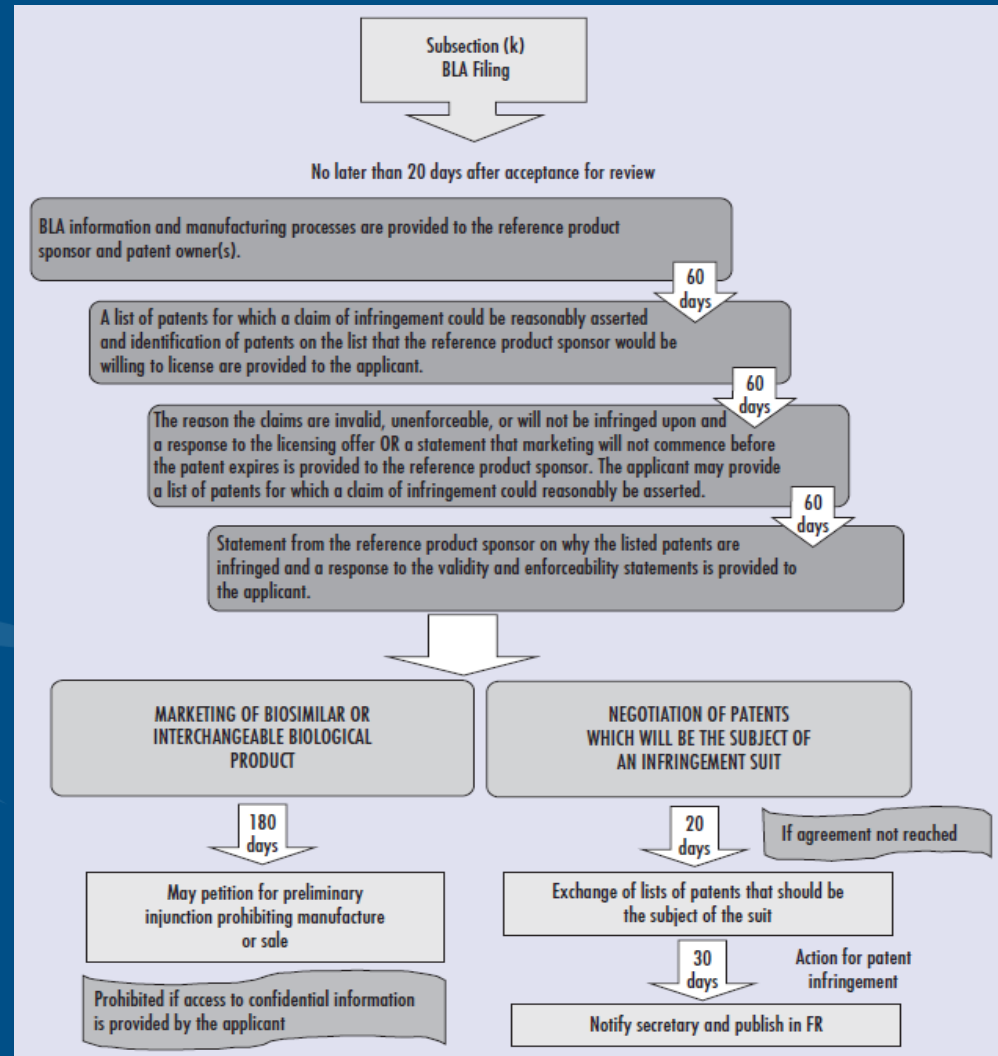 Subsection (k)
BLA Filing
No later than 20 days after acceptance for review
BLA information and manufacturing processes are provided to the reference product
sponsor and patent owner(s).
60
days
A list of patents for which a claim of infringement could be reasonably asserted
and identification of patents on the list that the reference product sponsor would be
willing to license are provided to the applicant.
60
days
The reason the claims are invalid, unenforceable, or will not be infringed upon and
a response to the licensing offer OR a statement that marketing will not commence before
the patent expires is provided to the reference product sponsor. The applicant may provide
a list of patents for which a claim of infringement could reasonably be asserted.
60
days
Statement from the reference product sponsor on why the listed patents are
infringed and a response to the validity and enforceability statements is provided to
the applicant.
MARKETING OF BIOSIMILAR OR
INTERCHANGEABLE BIOLOGICAL
PRODUCT
180
days
May petition for preliminary
injunction prohibiting manufacture
or sale
Prohibited if access to confidential information
is provided by the applicant
NEGOTIATION OF PATENTS
WHICH WILL BE THE SUBJECT OF
AN INFRINGEMENT SUIT
20
days
If agreement not reached
Exchange of lists of patents that should be
the subject of the suit
30
days
Action for patent
infringement
Notify secretary and publish in FR